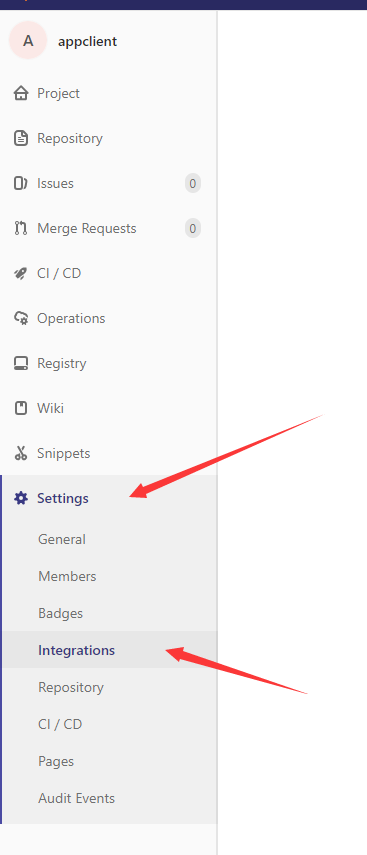 A appclient
Project
Repository
Issues 0
Merge Requests 0
CI / CD
Operations
Registry
Wiki
Snippets
Settings
General
Members
Badges
Integrations
Repository
CI / CD
Pages
Audit Events